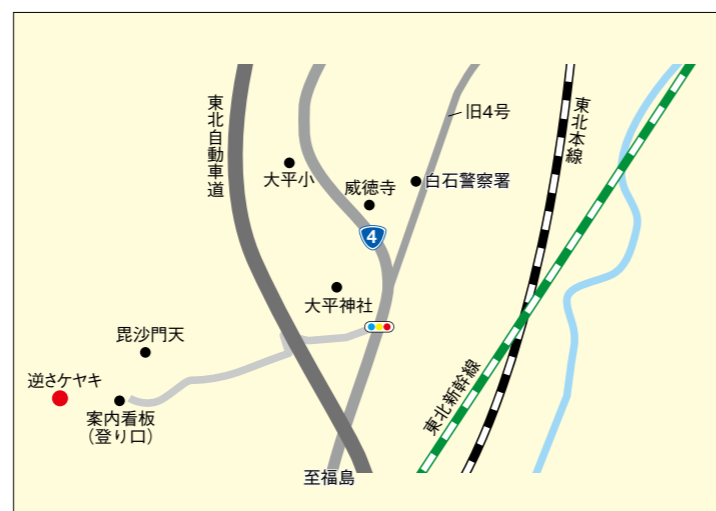 東北自動車道
旧4号
東北本線
大平小
威徳寺
白石警察署
4
大平神社
毘沙門天
逆さケヤキ
案内看板
(登り口)
東北新幹線
至福島